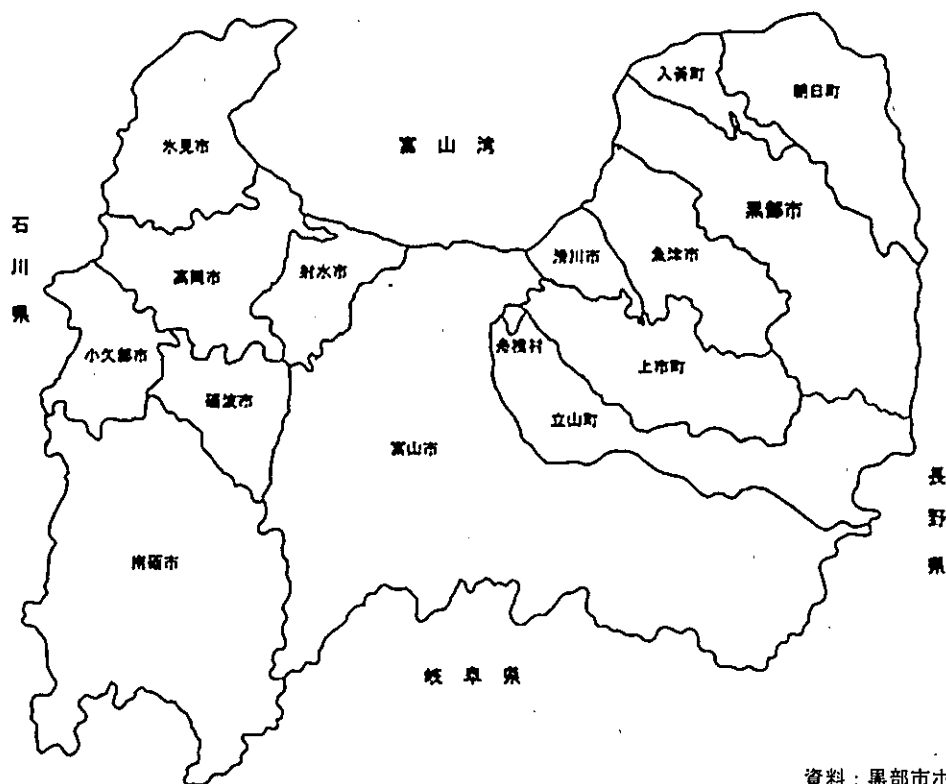 入善町
朝日町
氷見市
富山湾
黒部市
石川県
高岡市
射水市
滑川市
魚津市
小矢部市
舟橋村
上市町
砺波市
立山町
富山市
長野県
南砺市
岐阜県
資料:黒部市ホ